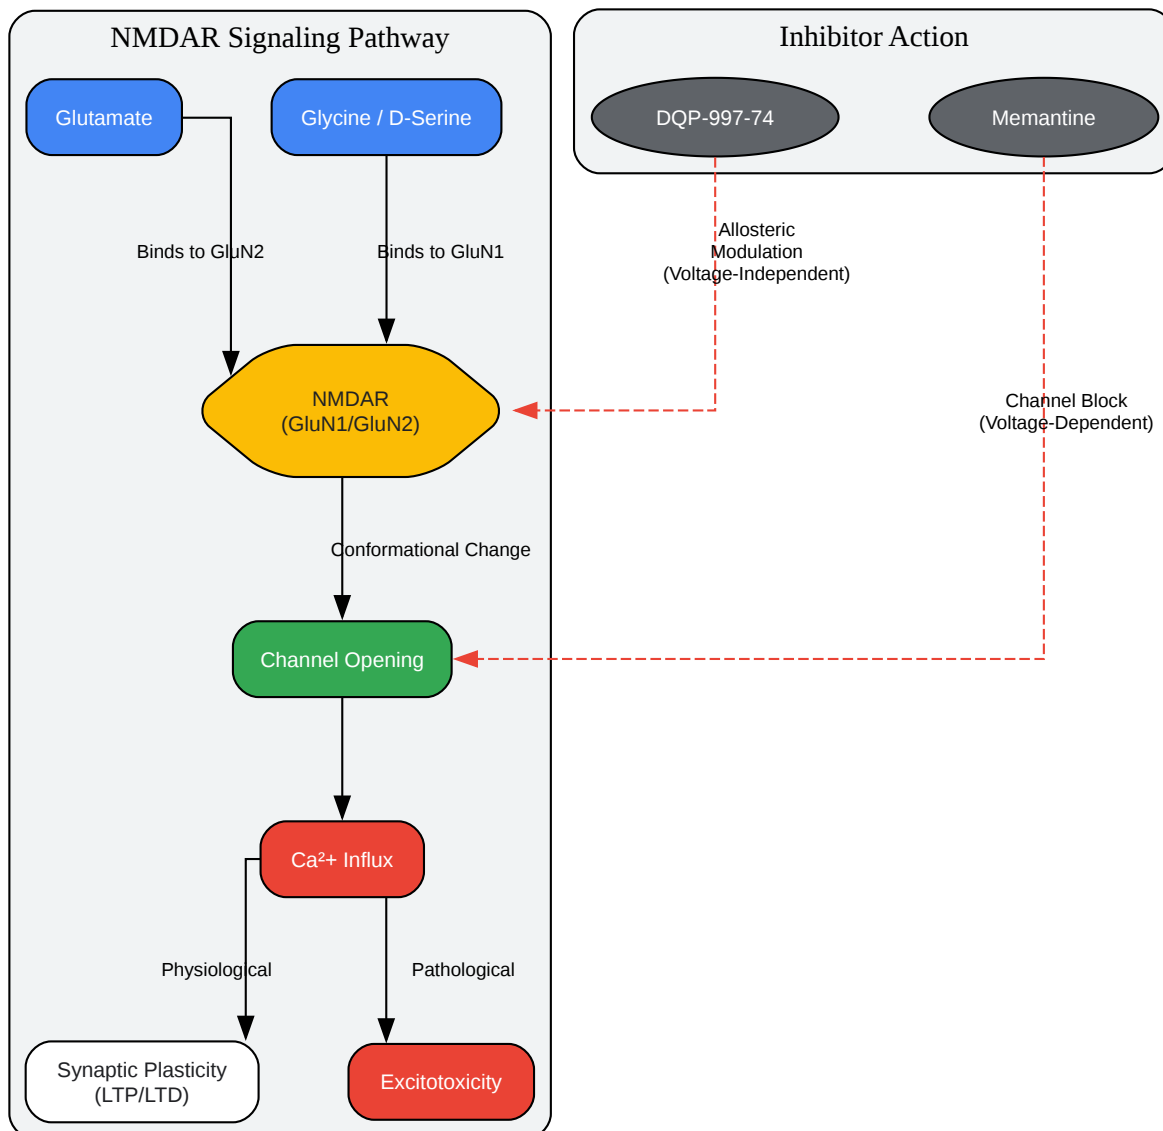 NMDAR Signaling Pathway
Inhibitor Action
Glutamate
Glycine / D-Serine
DQP-997-74
Memantine
Binds to GluN2
Binds to GluN1
Allosteric
Modulation
(Voltage-Independent)
NMDAR
(GluN1/GluN2)
Channel Block
(Voltage-Dependent)
Conformational Change
Channel Opening
Ca²+ Influx
Physiological
Pathological
Synaptic Plasticity
(LTP/LTD)
Excitotoxicity